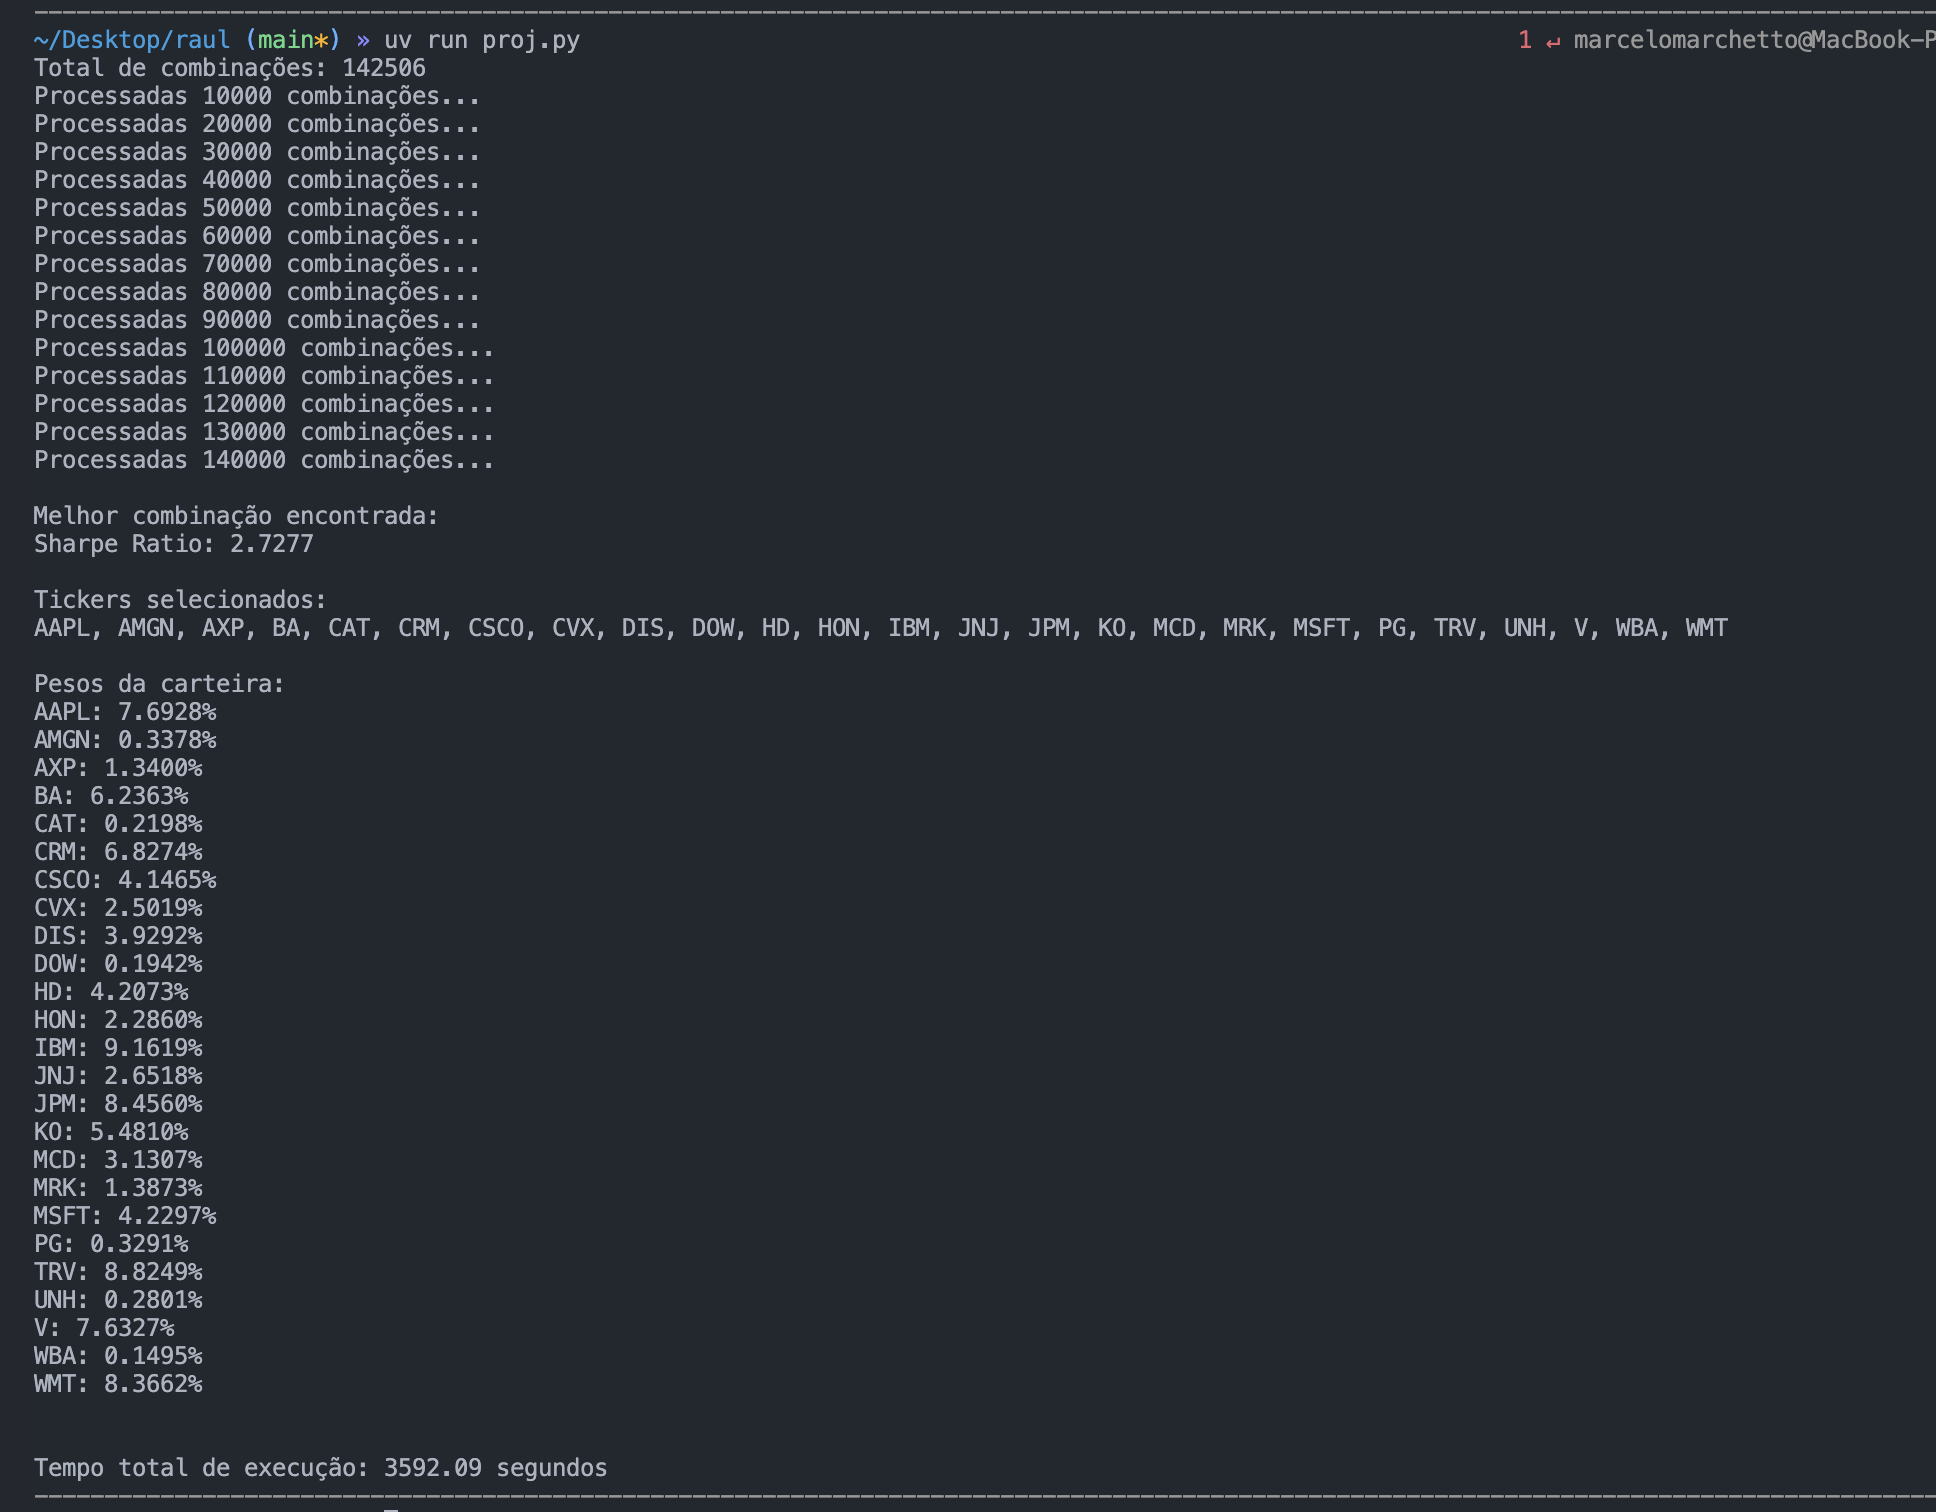 ~/Desktop/raul (main*) » uv run proj.py 1 ↵ marcelomarchetto@MacBook-P
Total de combinações: 142506
Processadas 10000 combinações...
Processadas 20000 combinações...
Processadas 30000 combinações...
Processadas 40000 combinações...
Processadas 50000 combinações...
Processadas 60000 combinações...
Processadas 70000 combinações...
Processadas 80000 combinações...
Processadas 90000 combinações...
Processadas 100000 combinações...
Processadas 110000 combinações...
Processadas 120000 combinações...
Processadas 130000 combinações...
Processadas 140000 combinações...
Melhor combinação encontrada:
Sharpe Ratio: 2.7277
Tickers selecionados:
AAPL, AMGN, AXP, BA, CAT, CRM, CSCO, CVX, DIS, DOW, HD, HON, IBM, JNJ, JPM, KO, MCD, MRK, MSFT, PG, TRV, UNH, V, WBA, WMT
Pesos da carteira:
AAPL: 7.6928%
AMGN: 0.3378%
AXP: 1.3400%
BA: 6.2363%
CAT: 0.2198%
CRM: 6.8274%
CSCO: 4.1465%
CVX: 2.5019%
DIS: 3.9292%
DOW: 0.1942%
HD: 4.2073%
HON: 2.2860%
IBM: 9.1619%
JNJ: 2.6518%
JPM: 8.4560%
KO: 5.4810%
MCD: 3.1307%
MRK: 1.3873%
MSFT: 4.2297%
PG: 0.3291%
TRV: 8.8249%
UNH: 0.2801%
V: 7.6327%
WBA: 0.1495%
WMT: 8.3662%
Tempo total de execução: 3592.09 segundos